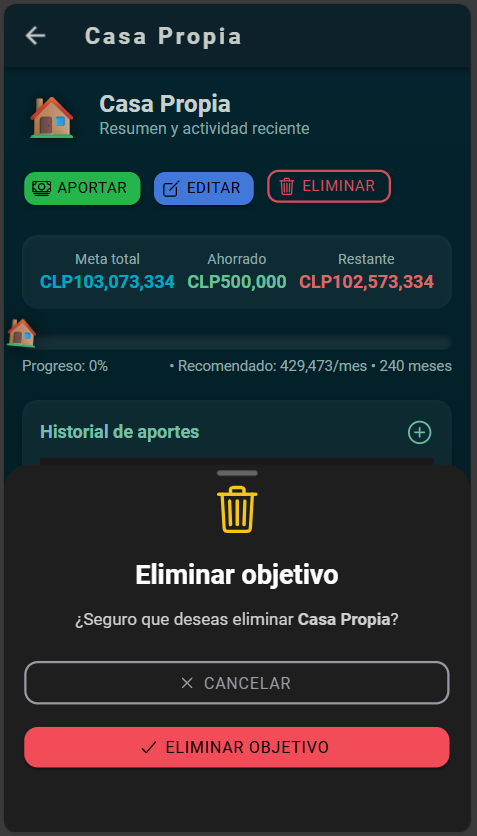 Casa Propia
Casa Propia
Resumen y actividad reciente
APORTAR EDITAR ELIMINAR
Meta total Ahorrado Restante
CLP103,073,334 CLP500,000 CLP102,573,334
Progreso: 0% • Recomendado: 429,473/mes • 240 meses
Historial de aportes
Eliminar objetivo
¿Seguro que deseas eliminar Casa Propia?
CANCELAR
ELIMINAR OBJETIVO